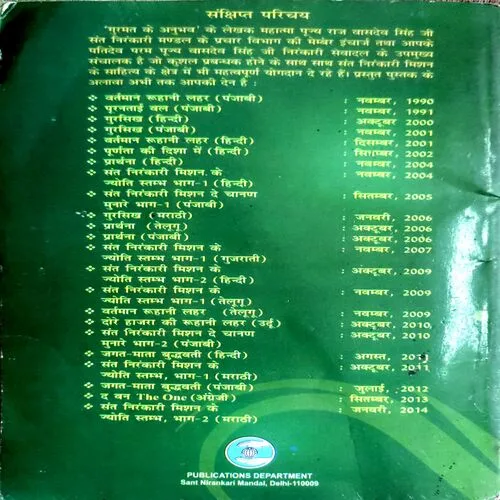 संक्षिप्त परिचय
'गुरमत के अनुभव' के लेखक महात्मा पूज्य राज वासदेव सिंह जी
संत निरंकारी मण्डल के प्रचार विभाग की मेम्बर इंचार्ज तथा आपके
पतिदेव परम पूज्य वासदेव सिंह जी निरंकारी सेवादल के उपमुख्य
संचालक है जो कुशल प्रबन्धक होने के साथ साथ संत निरंकारी मिशन
के साहित्य के क्षेत्र में भी महत्वपूर्ण योगदान दे रहे हैं। प्रस्तुत पुस्तक के
अलावा अभी तक आपकी देन है :
❖ वर्तमान रूहानी लहर (पंजाबी) : नवम्बर, 1990
❖ पूरनताई वल (पंजाबी) : नवम्बर, 1991
❖ गुरसिख (हिन्दी) : अक्टूबर 2000
❖ गुरसिख (पंजाबी) : नवम्बर, 2001
❖ वर्तमान रूहानी लहर (हिन्दी) : दिसम्बर, 2001
❖ पूर्णता की दिशा में (हिन्दी) : सितम्बर, 2002
❖ प्रार्थना (हिन्दी) : नवम्बर, 2004
❖ संत निरंकारी मिशन के : नवम्बर, 2004
ज्योति स्तम्भ भाग-1 (हिन्दी)
❖ संत निरंकारी मिशन दे चानण : सितम्बर, 2005
मुनारे भाग-1 (पंजाबी)
❖ गुरसिख (मराठी) : जनवरी, 2006
❖ प्रार्थना (तेलूगू) : अक्टूबर, 2006
❖ प्रार्थना (पंजाबी) : अक्टूबर, 2006
❖ संत निरंकारी मिशन के : नवम्बर, 2007
ज्योति स्तम्भ भाग-1 (गुजराती)
❖ संत निरंकारी मिशन के : अक्टूबर, 2009
ज्योति स्तम्भ भाग-2 (हिन्दी)
❖ संत निरंकारी मिशन के : नवम्बर, 2009
ज्योति स्तम्भ भाग-1 (तेलूगू)
❖ वर्तमान रूहानी लहर (तेलूगू) : नवम्बर, 2009
❖ दौरे हाजरा की रूहानी लहर (उर्दू) : अक्टूबर, 2010,
❖ संत निरंकारी मिशन दे चानण : अक्टूबर, 2010
मुनारे भाग-2 (पंजाबी)
❖ जगत-माता बुद्धवती (हिन्दी) : अगस्त,
❖ संत निरंकारी मिशन के : अक्टूबर, 2011
ज्योति स्तम्भ, भाग-1 (मराठी)
❖ जगत-माता बुद्धवती (पंजाबी) : जुलाई, 2012
❖ द वन The One (अंग्रेजी) : सितम्बर, 2013
❖ संत निरंकारी मिशन के : जनवरी, 2014
ज्योति स्तम्भ, भाग-2 (मराठी)
PUBLICATIONS DEPARTMENT
Sant Nirankari Mandal, Delhi-110009